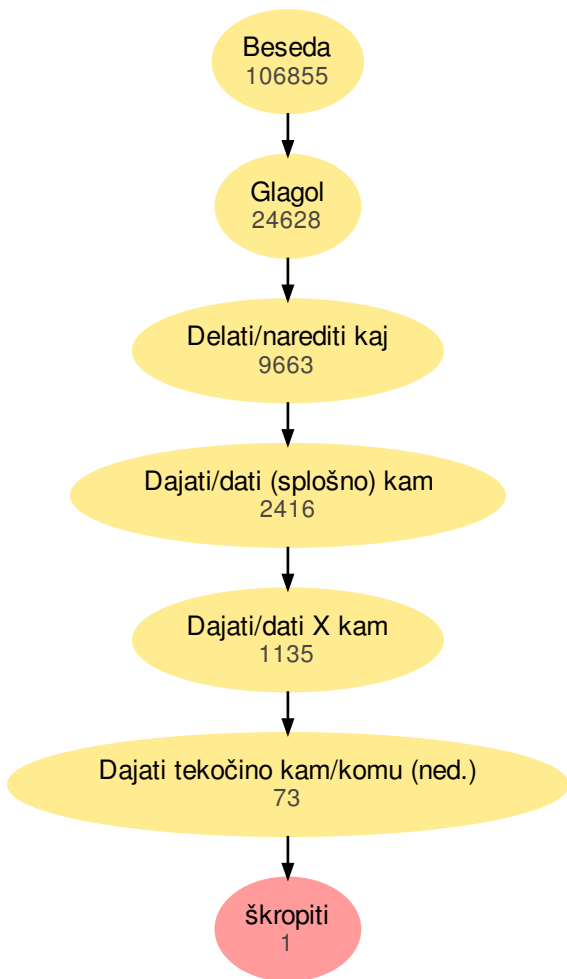 Beseda
106855
Glagol
24628
Delati/narediti kaj
9663
Dajati/dati (splošno) kam
2416
Dajati/dati X kam
1135
Dajati tekočino kam/komu (ned.)
73
škropiti
1